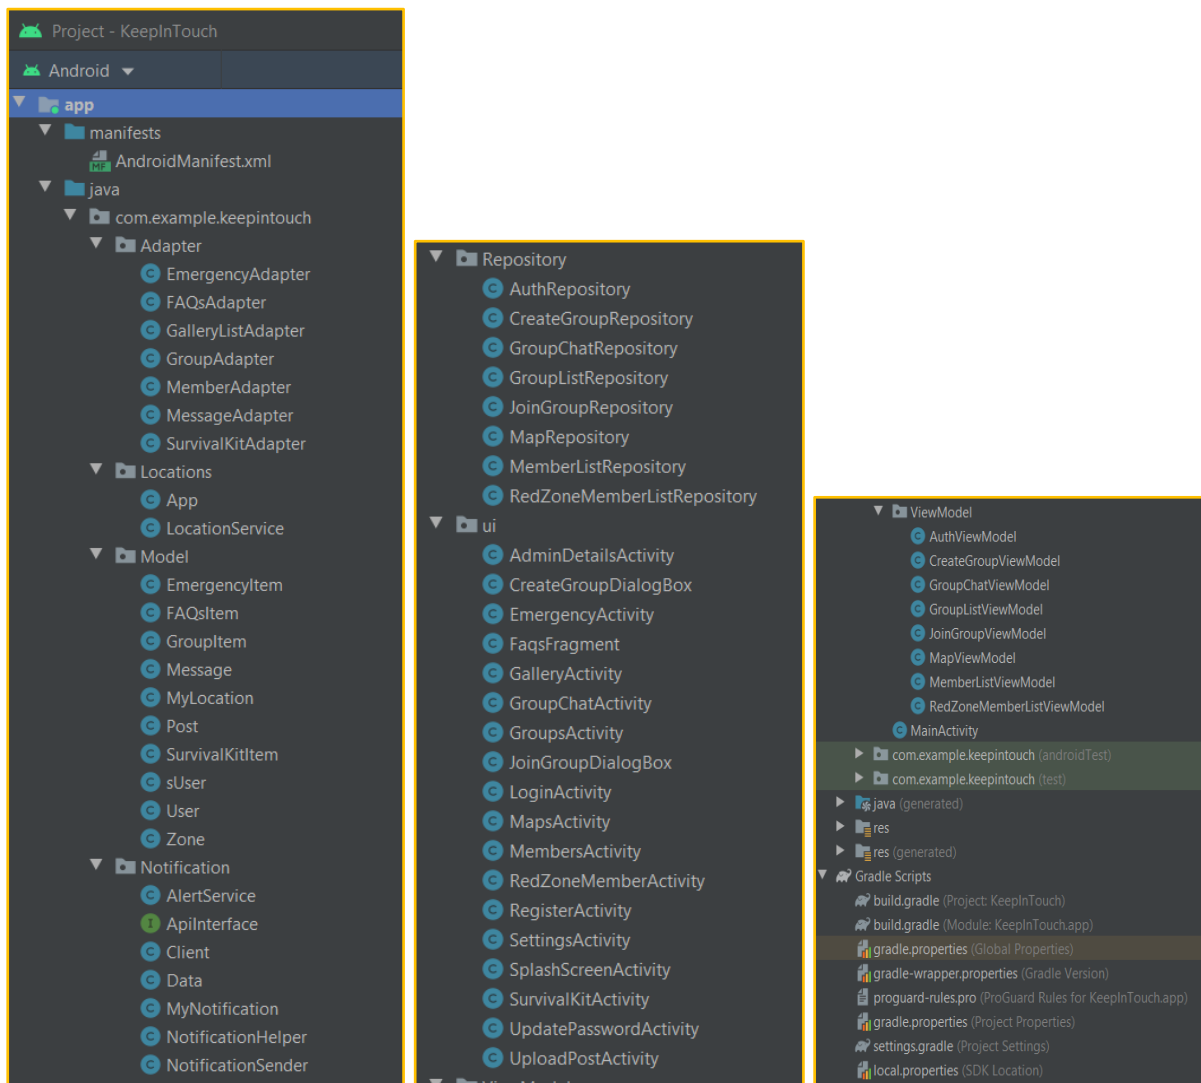 Project - KeepInTouch
Android
app
manifests
MF AndroidManifest.xml
java
com.example.keepintouch
Adapter
C EmergencyAdapter
C FAQsAdapter
C GalleryListAdapter
C GroupAdapter
C MemberAdapter
C MessageAdapter
C SurvivalKitAdapter
Locations
C App
C LocationService
Model
C EmergencyItem
C FAQsItem
C GroupItem
C Message
C MyLocation
C Post
C SurvivalKitItem
C sUser
C User
C Zone
Notification
C AlertService
I ApiInterface
C Client
C Data
C MyNotification
C NotificationHelper
C NotificationSender
Repository
C AuthRepository
C CreateGroupRepository
C GroupChatRepository
C GroupListRepository
C JoinGroupRepository
C MapRepository
C MemberListRepository
C RedZoneMemberListRepository
ui
C AdminDetailsActivity
C CreateGroupDialogBox
C EmergencyActivity
C FaqsFragment
C GalleryActivity
C GroupChatActivity
C GroupsActivity
C JoinGroupDialogBox
C LoginActivity
C MapsActivity
C MembersActivity
C RedZoneMemberActivity
C RegisterActivity
C SettingsActivity
C SplashScreenActivity
C SurvivalKitActivity
C UpdatePasswordActivity
C UploadPostActivity
ViewModel
C AuthViewModel
C CreateGroupViewModel
C GroupChatViewModel
C GroupListViewModel
C JoinGroupViewModel
C MapViewModel
C MemberListViewModel
C RedZoneMemberListViewModel
C MainActivity
com.example.keepintouch (androidTest)
com.example.keepintouch (test)
java (generated)
res
res (generated)
Gradle Scripts
build.gradle (Project: KeepInTouch)
build.gradle (Module: KeepInTouch.app)
gradle.properties (Global Properties)
gradle-wrapper.properties (Gradle Version)
proguard-rules.pro (ProGuard Rules for KeepInTouch.app)
gradle.properties (Project Properties)
settings.gradle (Project Settings)
local.properties (SDK Location)